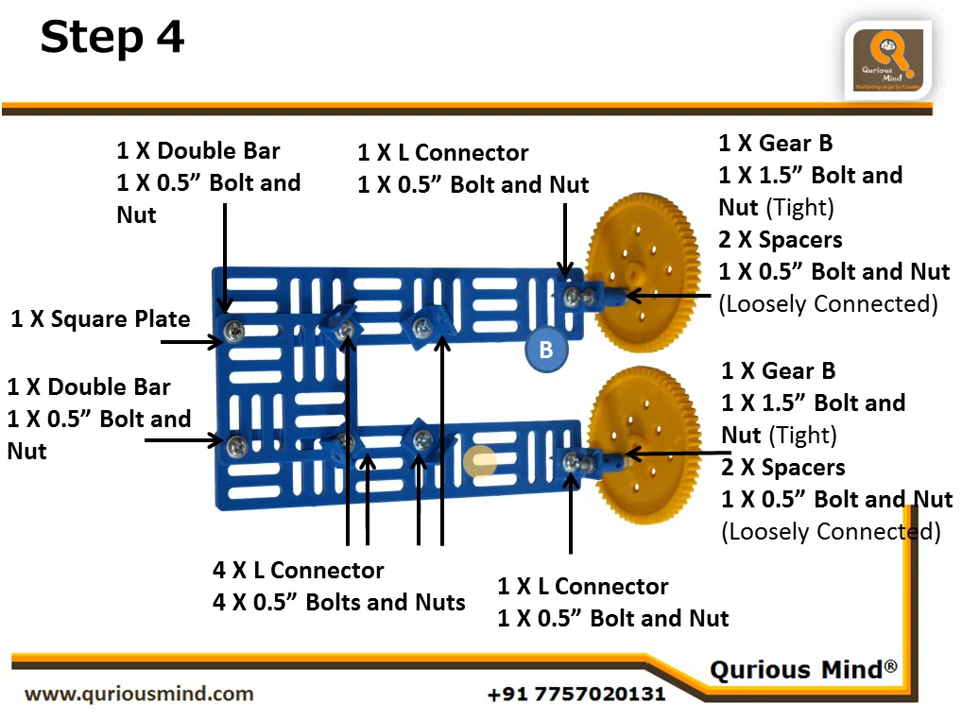 Step 4
Qurious
Mind
1 X Double Bar
1 X 0.5” Bolt and
Nut
1 X L Connector
1 X 0.5” Bolt and Nut
1 X Gear B
1 X 1.5” Bolt and
Nut (Tight)
2 X Spacers
1 X 0.5” Bolt and Nut
(Loosely Connected)
1 X Square Plate
B
1 X Double Bar
1 X 0.5” Bolt and
Nut
1 X Gear B
1 X 1.5” Bolt and
Nut (Tight)
2 X Spacers
1 X 0.5” Bolt and Nut
(Loosely Connected)
4 X L Connector
4 X 0.5” Bolts and Nuts
1 X L Connector
1 X 0.5” Bolt and Nut
Qurious Mind®
www.quriousmind.com
+91 7757020131